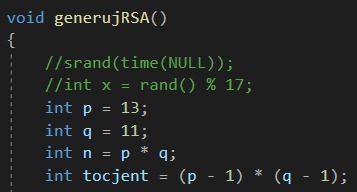 void generujRSA()
{
//srand(time(NULL));
//int x = rand() % 17;
int p = 13;
int q = 11;
int n = p * q;
int tocjent = (p - 1) * (q - 1);